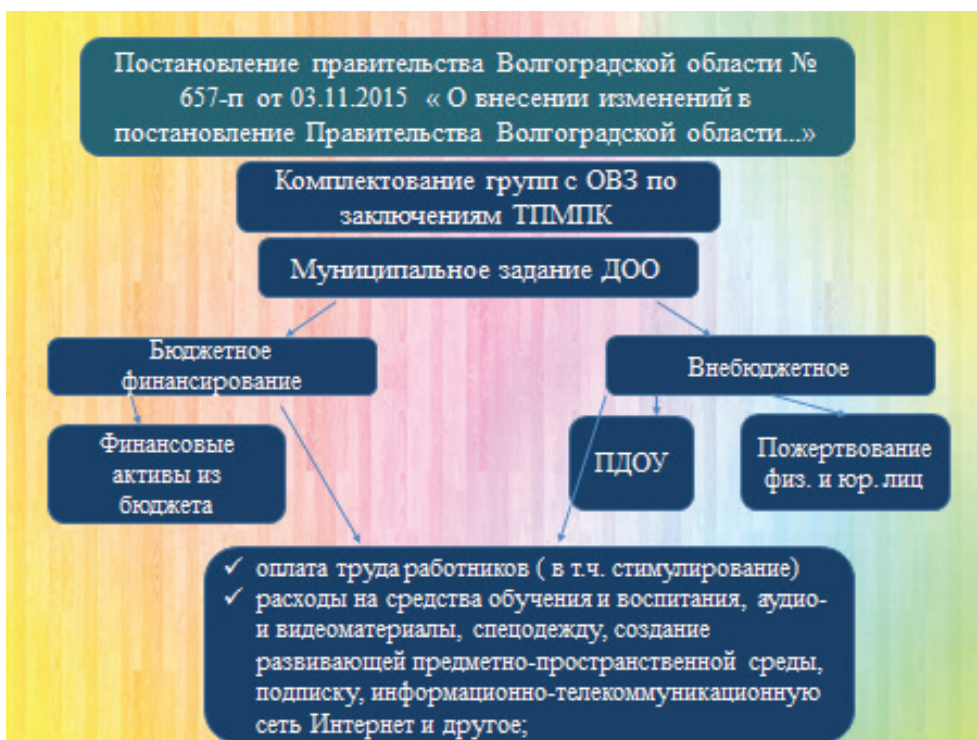 Постановление правительства Волгоградской области №
657-п от 03.11.2015 « О внесении изменений в
постановление Правительства Волгоградской области...»
Комплектование групп с ОВЗ по
заключениям ТПМПК
Муниципальное задание ДОО
Бюджетное
финансирование
Внебюджетное
Финансовые
активы из
бюджета
ПДОУ
Пожертвование
физ. и юр. лиц
✓ оплата труда работников ( в т.ч. стимулирование)
✓ расходы на средства обучения и воспитания, аудио-
и видеоматериалы, спецодежду, создание
развивающей предметно-пространственной среды,
подписку, информационно-телекоммуникационную
сеть Интернет и другое;